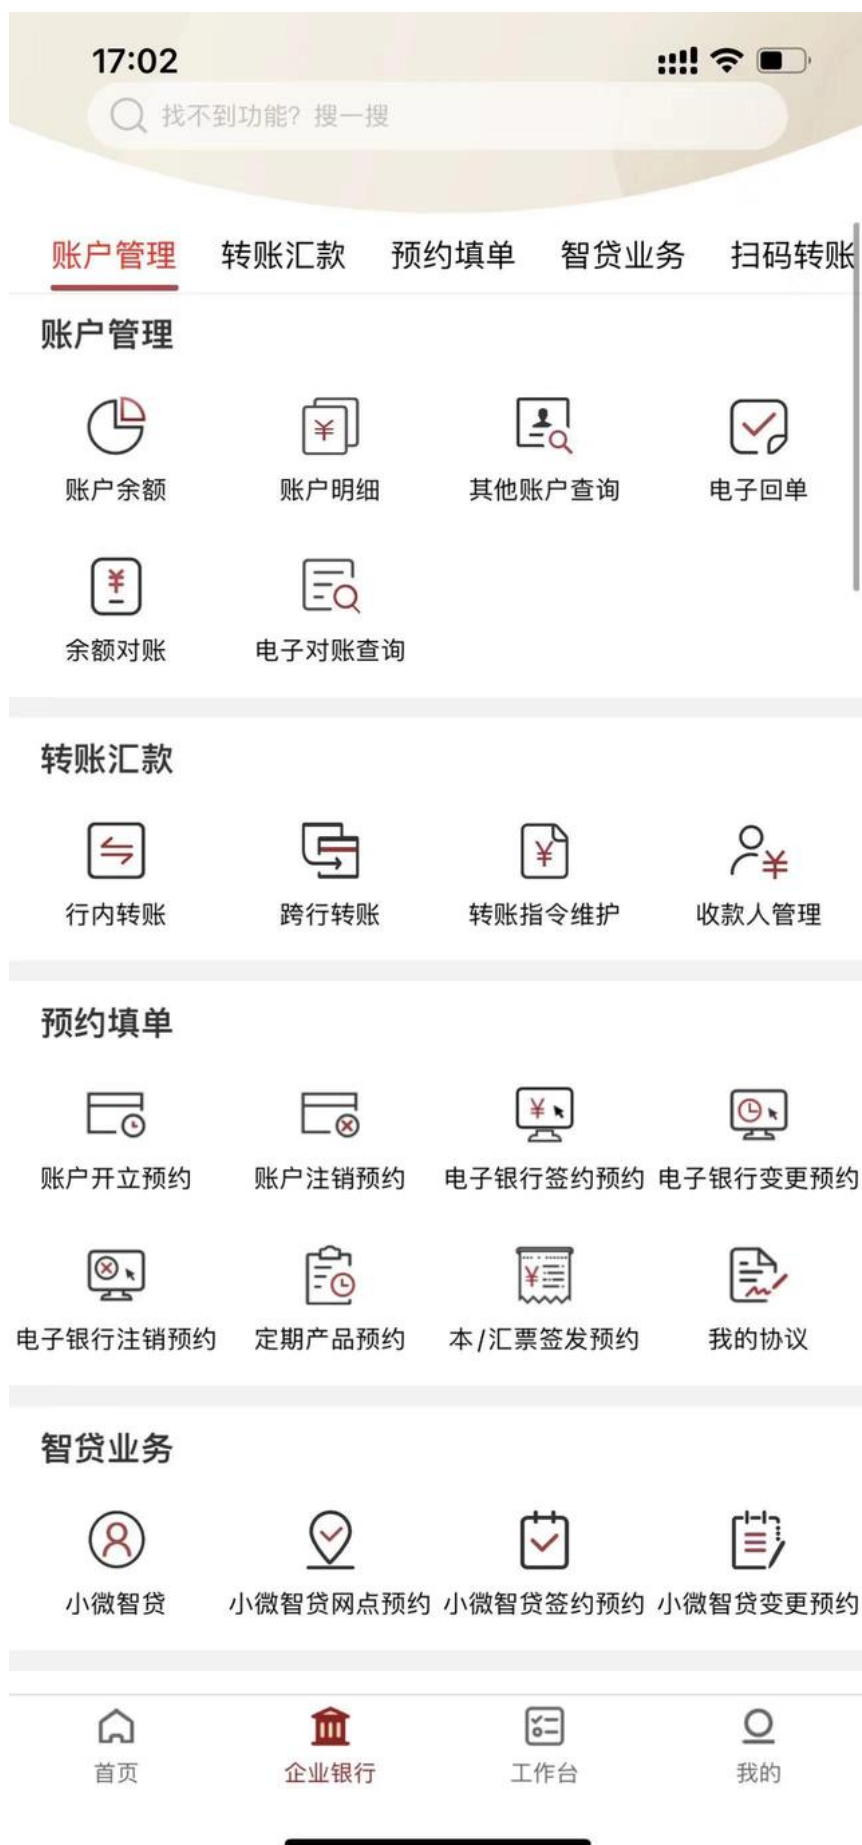 17:02
找不到功能？搜一搜
账户管理 转账汇款 预约填单 智贷业务 扫码转账
账户管理
账户余额 账户明细 其他账户查询 电子回单
余额对账 电子对账查询
转账汇款
行内转账 跨行转账 转账指令维护 收款人管理
预约填单
账户开立预约 账户注销预约 电子银行签约预约 电子银行变更预约
电子银行注销预约 定期产品预约 本/汇票签发预约 我的协议
智贷业务
小微智贷 小微智贷网点预约 小微智贷签约预约 小微智贷变更预约
首页 企业银行 工作台 我的